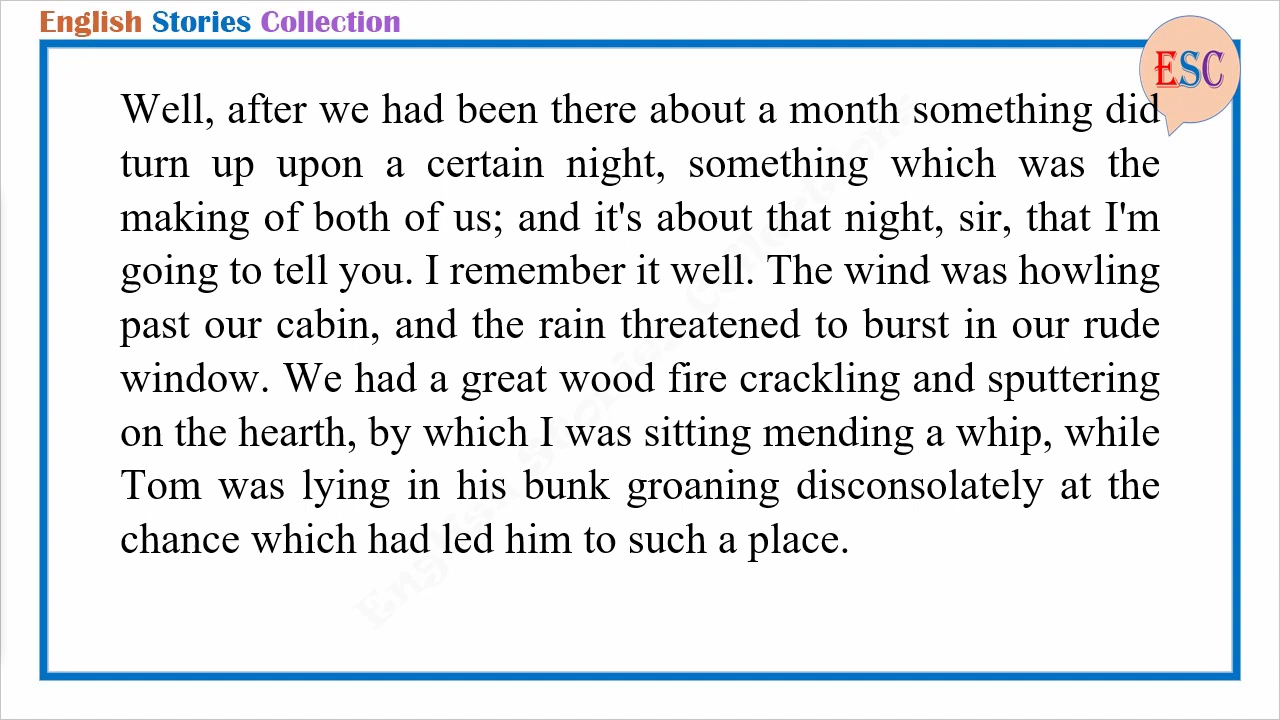 English Stories Collection
ESC
Well, after we had been there about a month something did
turn up upon a certain night, something which was the
making of both of us; and it's about that night, sir, that I'm
going to tell you. I remember it well. The wind was howling
past our cabin, and the rain threatened to burst in our rude
window. We had a great wood fire crackling and sputtering
on the hearth, by which I was sitting mending a whip, while
Tom was lying in his bunk groaning disconsolately at the
chance which had led him to such a place.